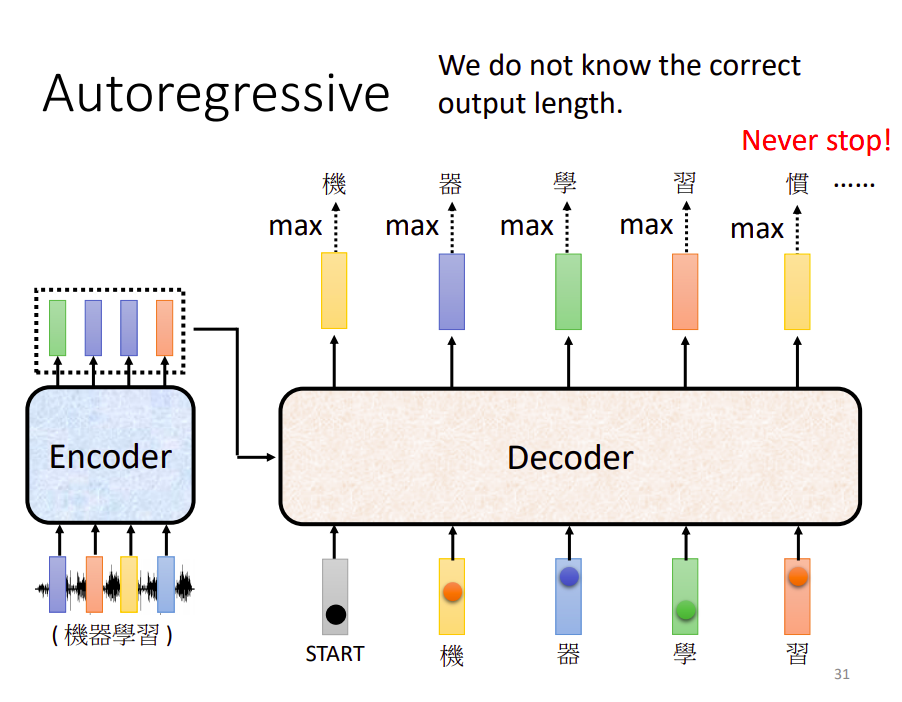 Autoregressive
We do not know the correct
output length.
Never stop!
機 器 學 習 慣 ……
max max max max max
Encoder
Decoder
( 機器學習 )
START 機 器 學 習
31